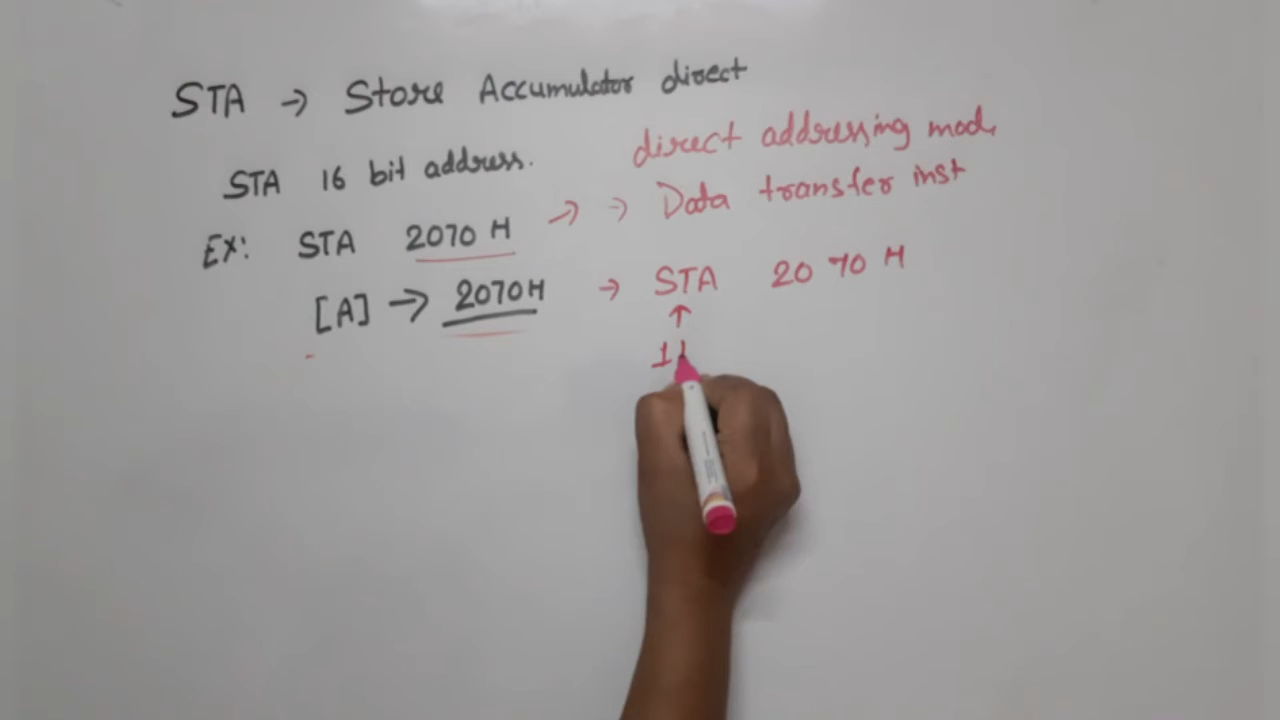 STA → Store Accumulator direct
STA 16 bit address.
direct addressing mod
Ex: STA 2070 H → → Data transfer inst
[A] → 2070H → STA 20 70 H
↑
11